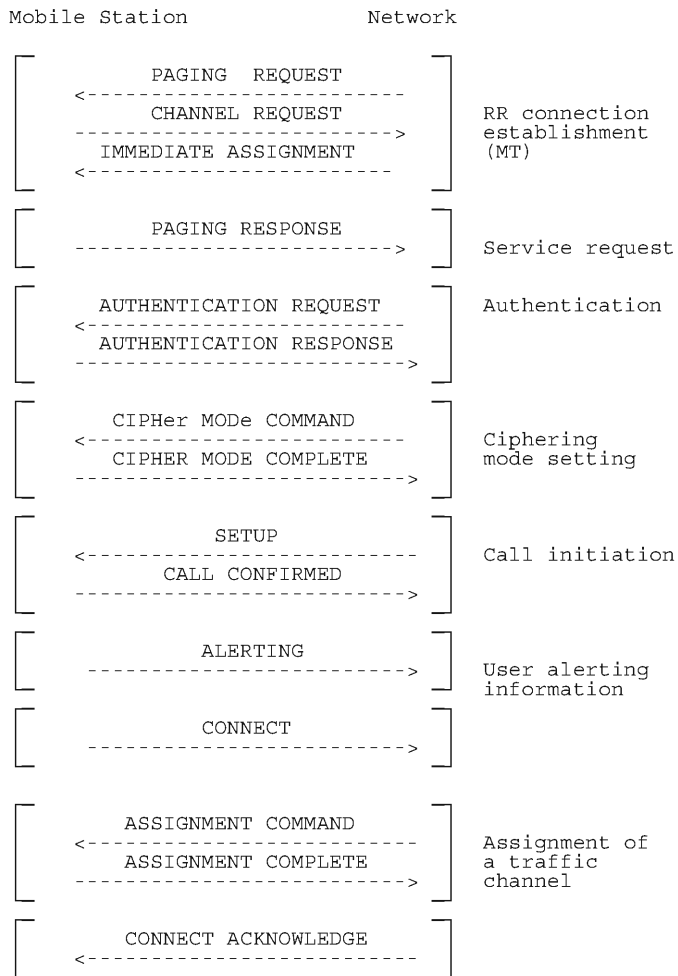 Mobile Station Network
PAGING REQUEST
CHANNEL REQUEST
IMMEDIATE ASSIGNMENT
RR connection
establishment
(MT)
PAGING RESPONSE
Service request
AUTHENTICATION REQUEST
AUTHENTICATION RESPONSE
Authentication
CIPHer MODe COMMAND
CIPHER MODE COMPLETE
Ciphering
mode setting
SETUP
CALL CONFIRMED
Call initiation
ALERTING
User alerting
information
CONNECT
ASSIGNMENT COMMAND
ASSIGNMENT COMPLETE
Assignment of
a traffic
channel
CONNECT ACKNOWLEDGE